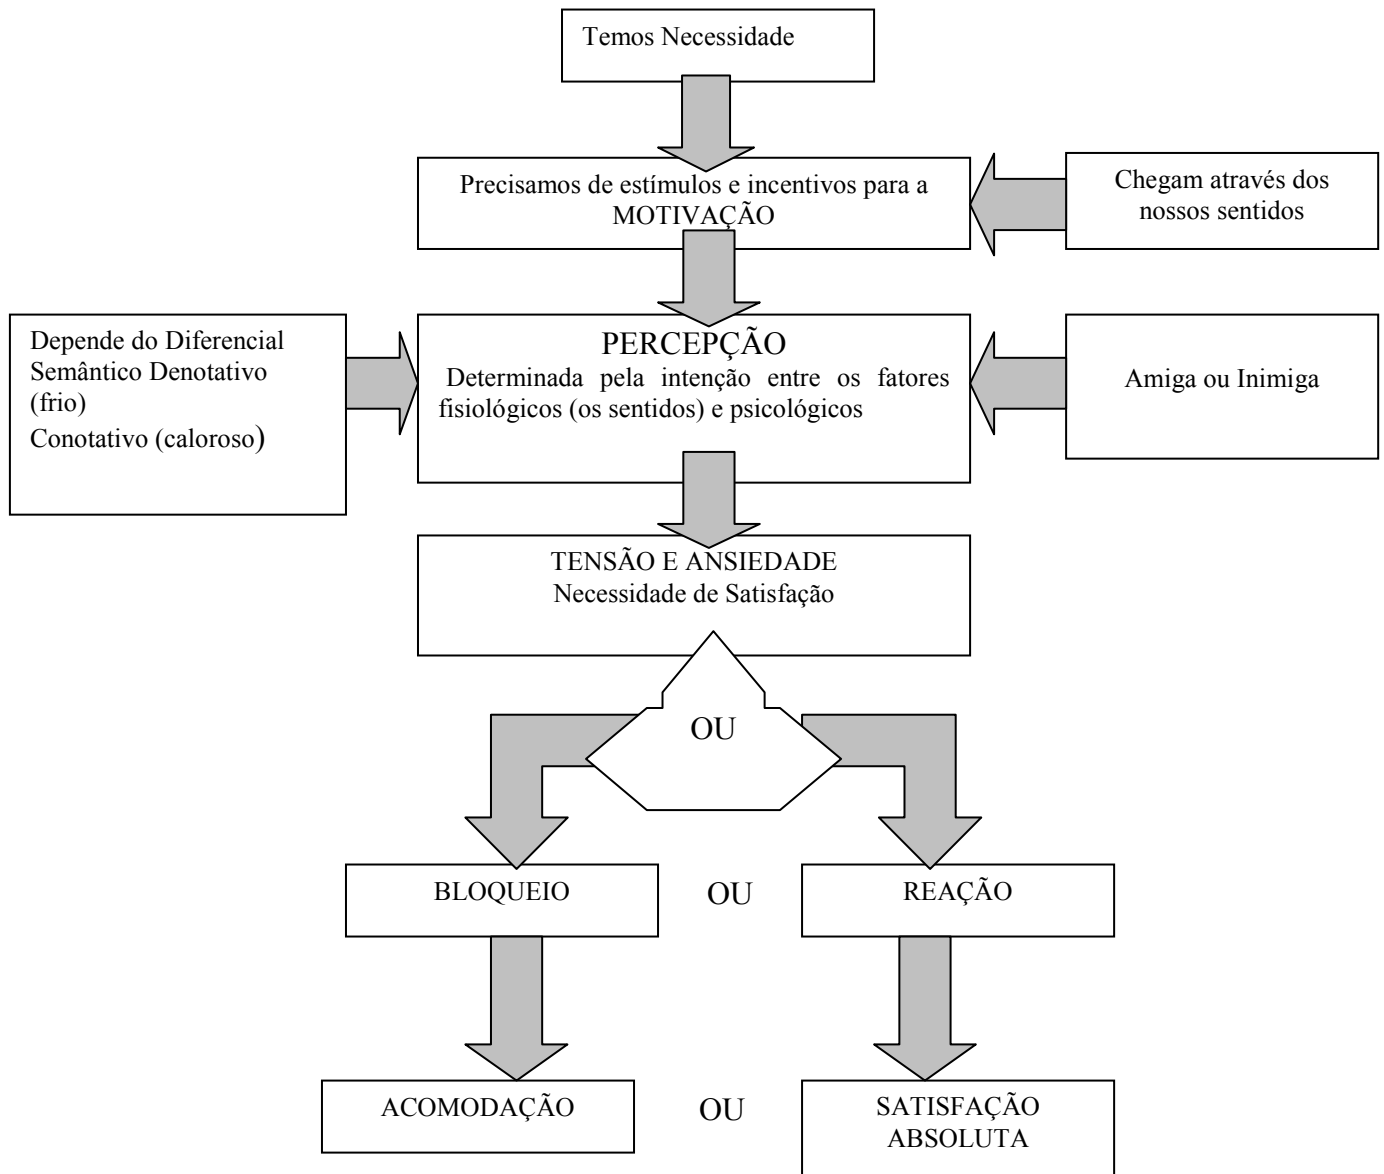 Temos Necessidade
Precisamos de estímulos e incentivos para a
MOTIVAÇÃO
Chegam através dos
nossos sentidos
Depende do Diferencial
Semântico Denotativo
(frio)
Conotativo (caloroso)
PERCEPÇÃO
Determinada pela intenção entre os fatores
fisiológicos (os sentidos) e psicológicos
Amiga ou Inimiga
TENSÃO E ANSIEDADE
Necessidade de Satisfação
OU
BLOQUEIO
OU
REAÇÃO
ACOMODAÇÃO
OU
SATISFAÇÃO
ABSOLUTA